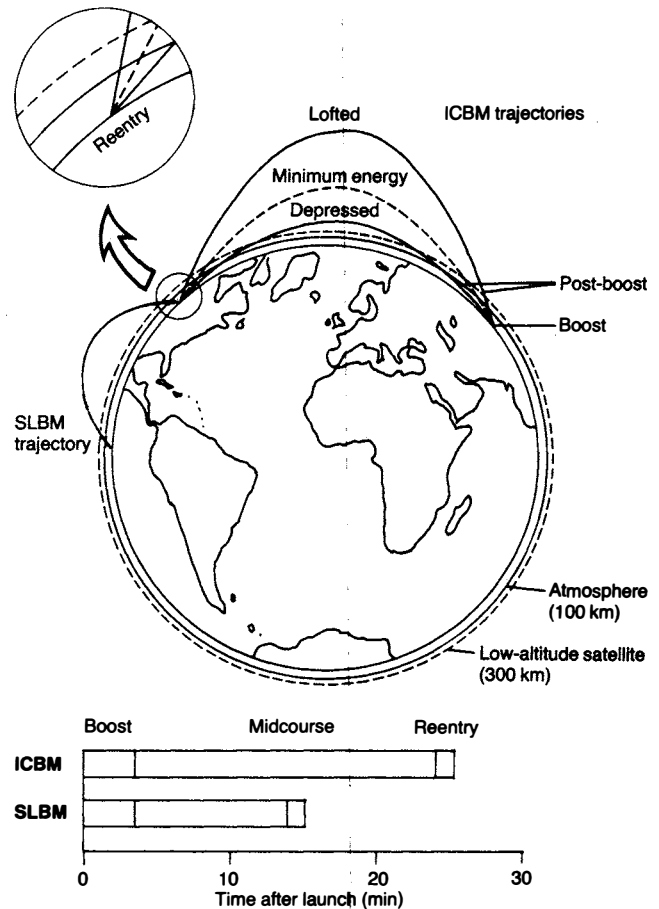 Reentry
Lofted
ICBM trajectories
Minimum energy
Depressed
Post-boost
Boost
SLBM
trajectory
Atmosphere
(100 km)
Low-altitude satellite
(300 km)
Boost Midcourse Reentry
ICBM
SLBM
0 10 20 30
Time after launch (min)